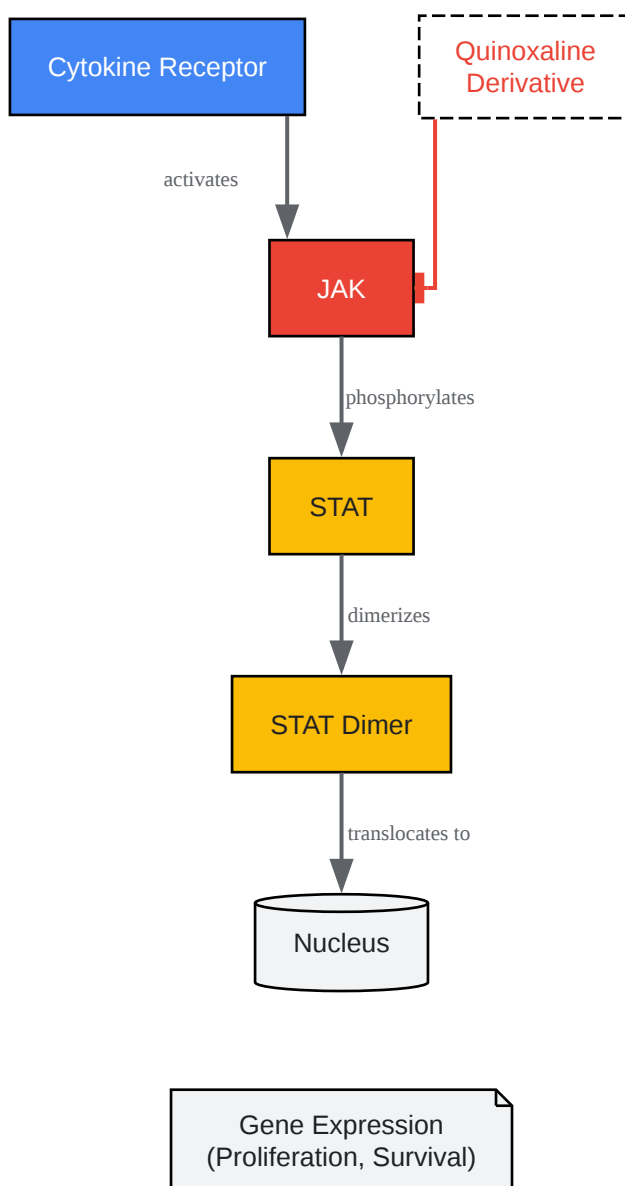 Cytokine Receptor
Quinoxaline
Derivative
activates
JAK
phosphorylates
STAT
dimerizes
STAT Dimer
translocates to
Nucleus
Gene Expression
(Proliferation, Survival)